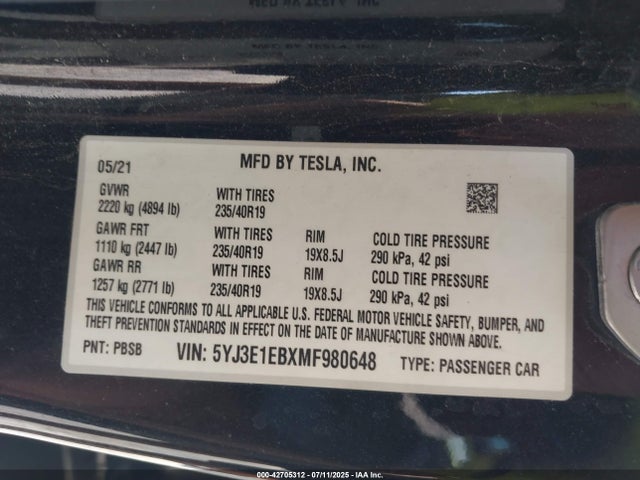 MFD BY TESLA, INC.
05/21 MFD BY TESLA, INC.
GVWR WITH TIRES
2220 kg (4894 lb) 235/40R19
GAWR FRT WITH TIRES RIM COLD TIRE PRESSURE
1110 kg (2447 lb) 235/40R19 19X8.5J 290 kPa, 42 psi
GAWR RR WITH TIRES RIM COLD TIRE PRESSURE
1257 kg (2771 lb) 235/40R19 19X8.5J 290 kPa, 42 psi
THIS VEHICLE CONFORMS TO ALL APPLICABLE U.S. FEDERAL MOTOR VEHICLE SAFETY, BUMPER, AND
THEFT PREVENTION STANDARDS IN EFFECT ON THE DATE OF MANUFACTURE SHOWN ABOVE.
PNT: PBSB VIN: 5YJ3E1EBXMF980648 TYPE: PASSENGER CAR
000-42705312 - 07/11/2025 - IAA Inc.